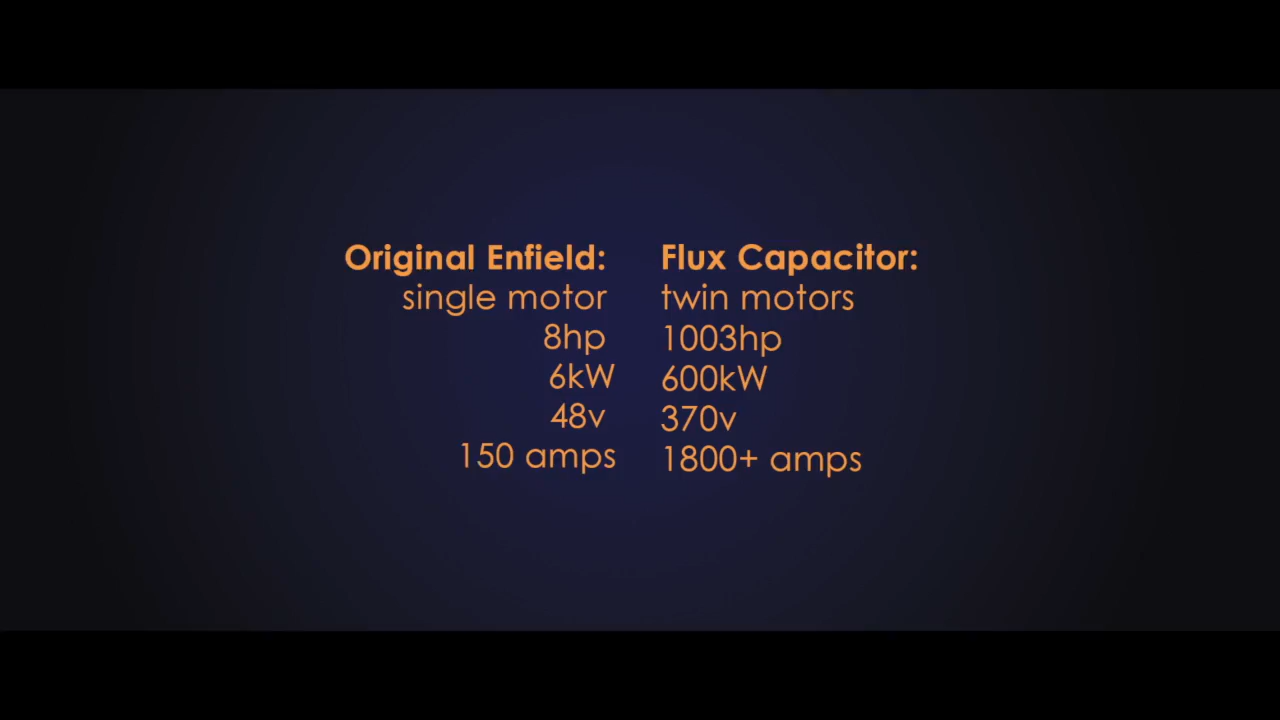 Original Enfield:
single motor
8hp
6kW
48v
150 amps
Flux Capacitor:
twin motors
1003hp
600kW
370v
1800+ amps